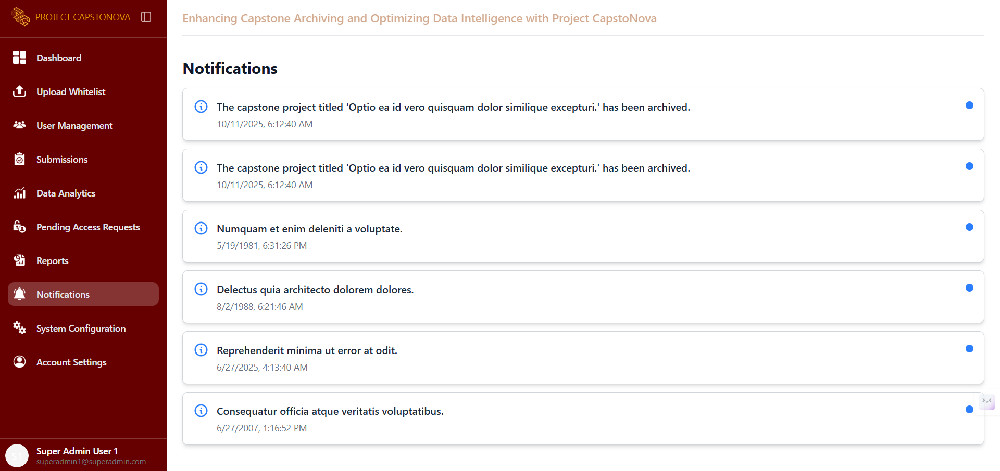 PROJECT CAPSTONOVA
Dashboard
Upload Whitelist
User Management
Submissions
Data Analytics
Pending Access Requests
Reports
Notifications
System Configuration
Account Settings
S1
Super Admin User 1
superadmin1@superadmin.com
Enhancing Capstone Archiving and Optimizing Data Intelligence with Project CapstoNova
Notifications
The capstone project titled 'Optio ea id vero quisquam dolor similique excepturi.' has been archived.
10/11/2025, 6:12:40 AM
The capstone project titled 'Optio ea id vero quisquam dolor similique excepturi.' has been archived.
10/11/2025, 6:12:40 AM
Numquam et enim deleniti a voluptate.
5/19/1981, 6:31:26 PM
Delectus quia architecto dolorem dolores.
8/2/1988, 6:21:46 AM
Reprehenderit minima ut error at odit.
6/27/2025, 4:13:40 AM
Consequatur officia atque veritatis voluptatibus.
6/27/2007, 1:16:52 PM